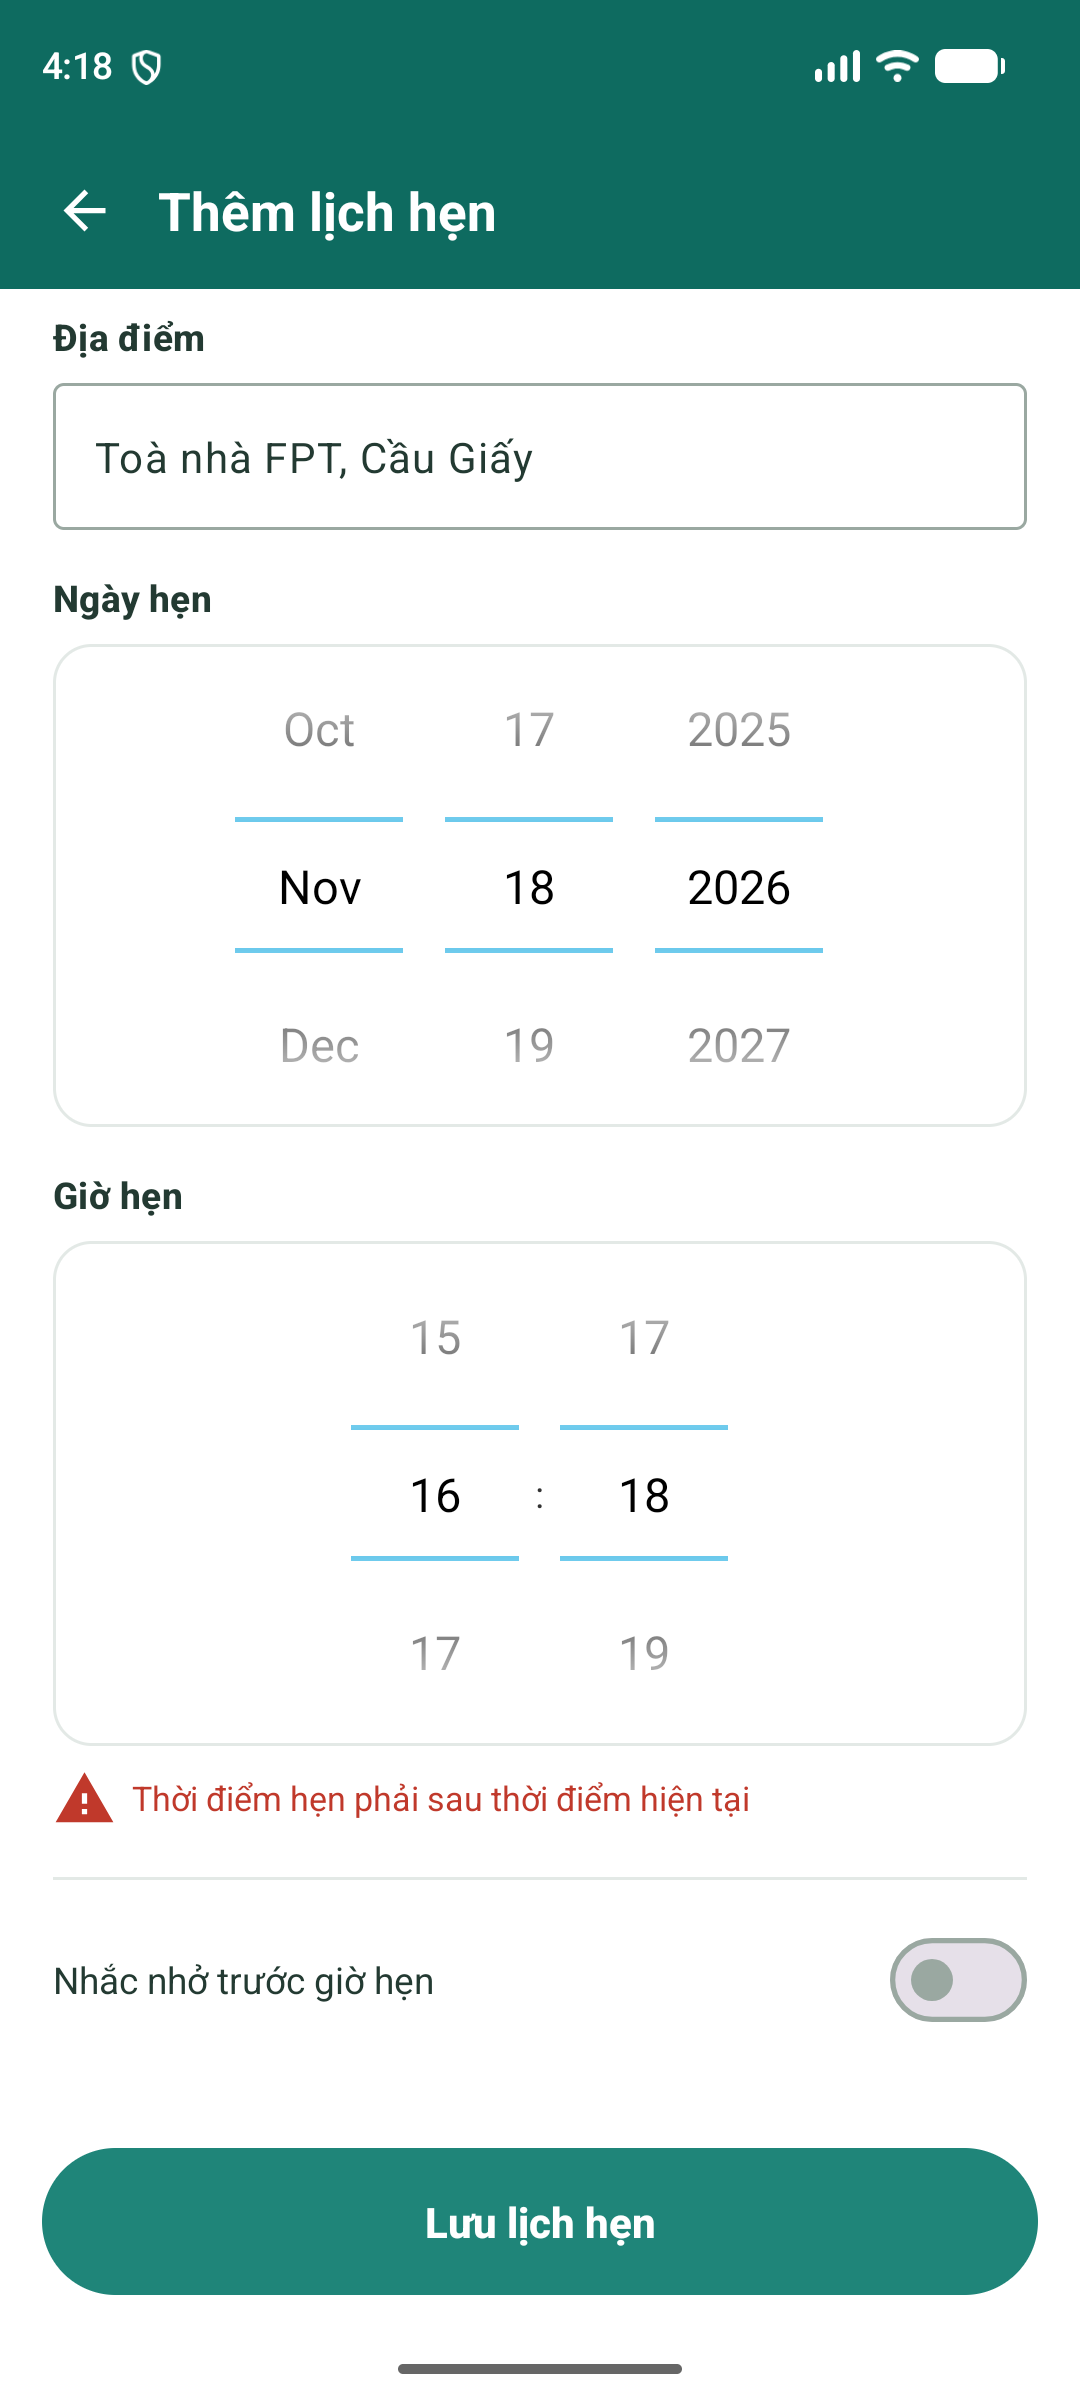 4:18
Thêm lịch hẹn
Địa điểm
Toà nhà FPT, Cầu Giấy
Ngày hẹn
Oct 17 2025
Nov 18 2026
Dec 19 2027
Giờ hẹn
15 17
16 : 18
17 19
Thời điểm hẹn phải sau thời điểm hiện tại
Nhắc nhở trước giờ hẹn
Lưu lịch hẹn